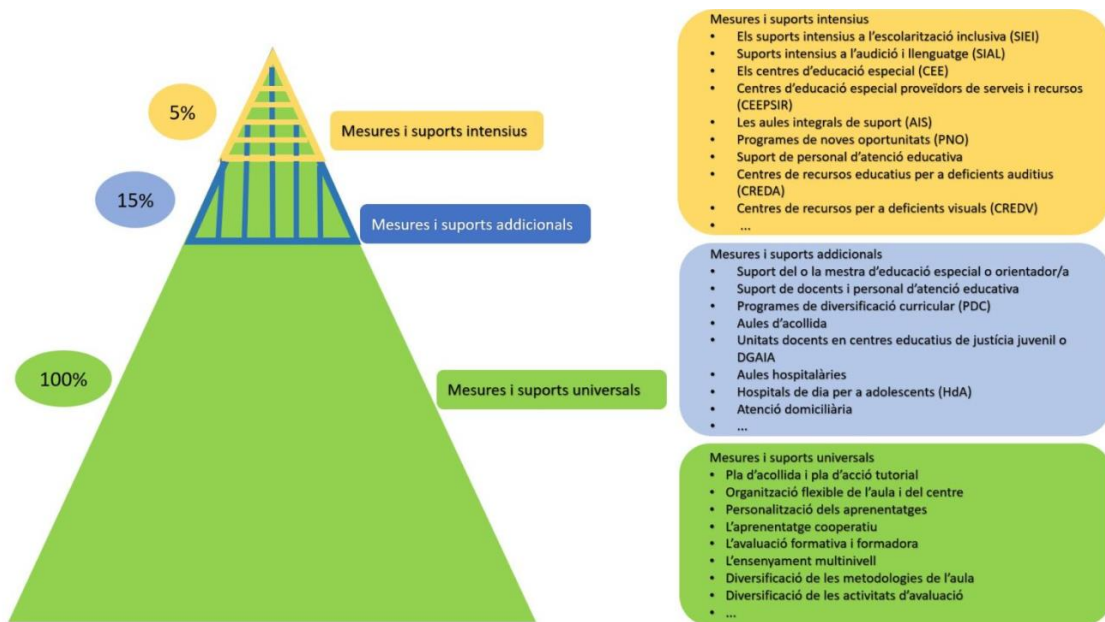 5%
Mesures i suports intensius
15%
Mesures i suports addicionals
100%
Mesures i suports universals
Mesures i suports intensius
• Els suports intensius a l'escolarització inclusiva (SIEI)
• Suports intensius a l'audició i llenguatge (SIAL)
• Els centres d'educació especial (CEE)
• Centres d'educació especial proveïdors de serveis i recursos
(CEEPSIR)
• Les aules integrals de suport (AIS)
• Programes de noves oportunitats (PNO)
• Suport de personal d'atenció educativa
• Centres de recursos educatius per a deficients auditius
(CREDA)
• Centres de recursos per a deficients visuals (CREDV)
• ...
Mesures i suports addicionals
• Suport del o la mestra d'educació especial o orientador/a
• Suport de docents i personal d'atenció educativa
• Programes de diversificació curricular (PDC)
• Aules d'acollida
• Unitats docents en centres educatius de justícia juvenil o
DGAIA
• Aules hospitalàries
• Hospitals de dia per a adolescents (HdA)
• Atenció domiciliària
• ...
Mesures i suports universals
• Pla d'acollida i pla d'acció tutorial
• Organització flexible de l'aula i del centre
• Personalització dels aprenentatges
• L'aprenentatge cooperatiu
• L'avaluació formativa i formadora
• L'ensenyament multinivell
• Diversificació de les metodologies de l'aula
• Diversificació de les activitats d'avaluació
• ...